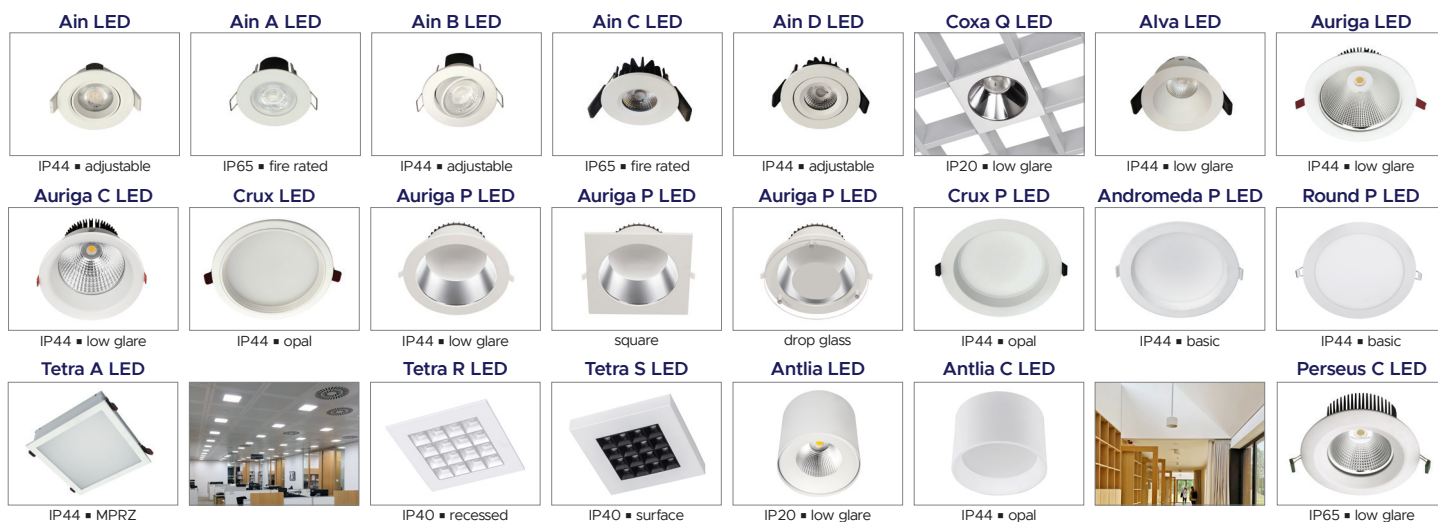 Ain LED Ain A LED Ain B LED Ain C LED Ain D LED Coxa Q LED Alva LED Auriga LED
IP44 ▪ adjustable IP65 ▪ fire rated IP44 ▪ adjustable IP65 ▪ fire rated IP44 ▪ adjustable IP20 ▪ low glare IP44 ▪ low glare IP44 ▪ low glare
Auriga C LED Crux LED Auriga P LED Auriga P LED Auriga P LED Crux P LED Andromeda P LED Round P LED
IP44 ▪ low glare IP44 ▪ opal IP44 ▪ low glare square drop glass IP44 ▪ opal IP44 ▪ basic IP44 ▪ basic
Tetra A LED Tetra R LED Tetra S LED Antlia LED Antlia C LED Perseus C LED
IP44 ▪ MPRZ IP40 ▪ recessed IP40 ▪ surface IP20 ▪ low glare IP44 ▪ opal IP65 ▪ low glare